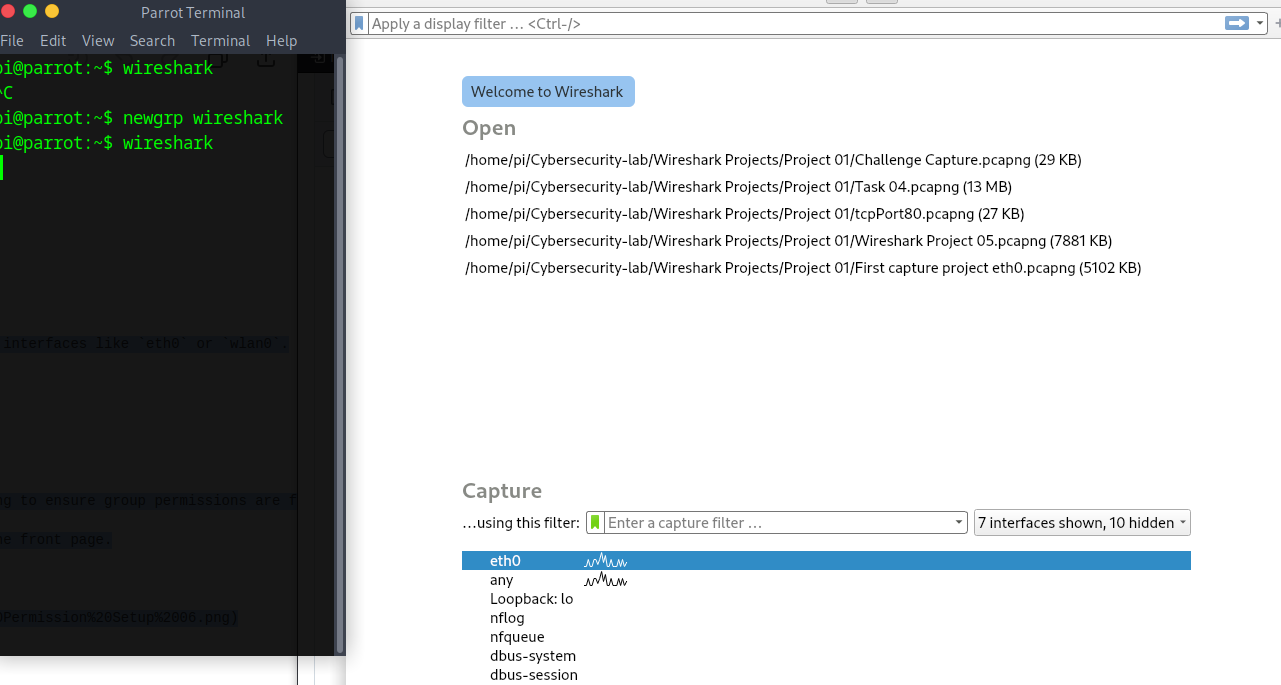 Parrot Terminal
File Edit View Search Terminal Help
pi@parrot:~$ wireshark
^C
pi@parrot:~$ newgrp wireshark
pi@parrot:~$ wireshark
interfaces like `eth0` or `wlan0`.
to ensure group permissions are
front page.
Permission%20Setup%2006.png)
Apply a display filter … <Ctrl-/>
Welcome to Wireshark
Open
/home/pi/Cybersecurity-lab/Wireshark Projects/Project 01/Challenge Capture.pcapng (29 KB)
/home/pi/Cybersecurity-lab/Wireshark Projects/Project 01/Task 04.pcapng (13 MB)
/home/pi/Cybersecurity-lab/Wireshark Projects/Project 01/tcpPort80.pcapng (27 KB)
/home/pi/Cybersecurity-lab/Wireshark Projects/Project 01/Wireshark Project 05.pcapng (7881 KB)
/home/pi/Cybersecurity-lab/Wireshark Projects/Project 01/First capture project eth0.pcapng (5102 KB)
Capture
…using this filter: Enter a capture filter … 7 interfaces shown, 10 hidden
eth0
any
Loopback: lo
nflog
nfqueue
dbus-system
dbus-session